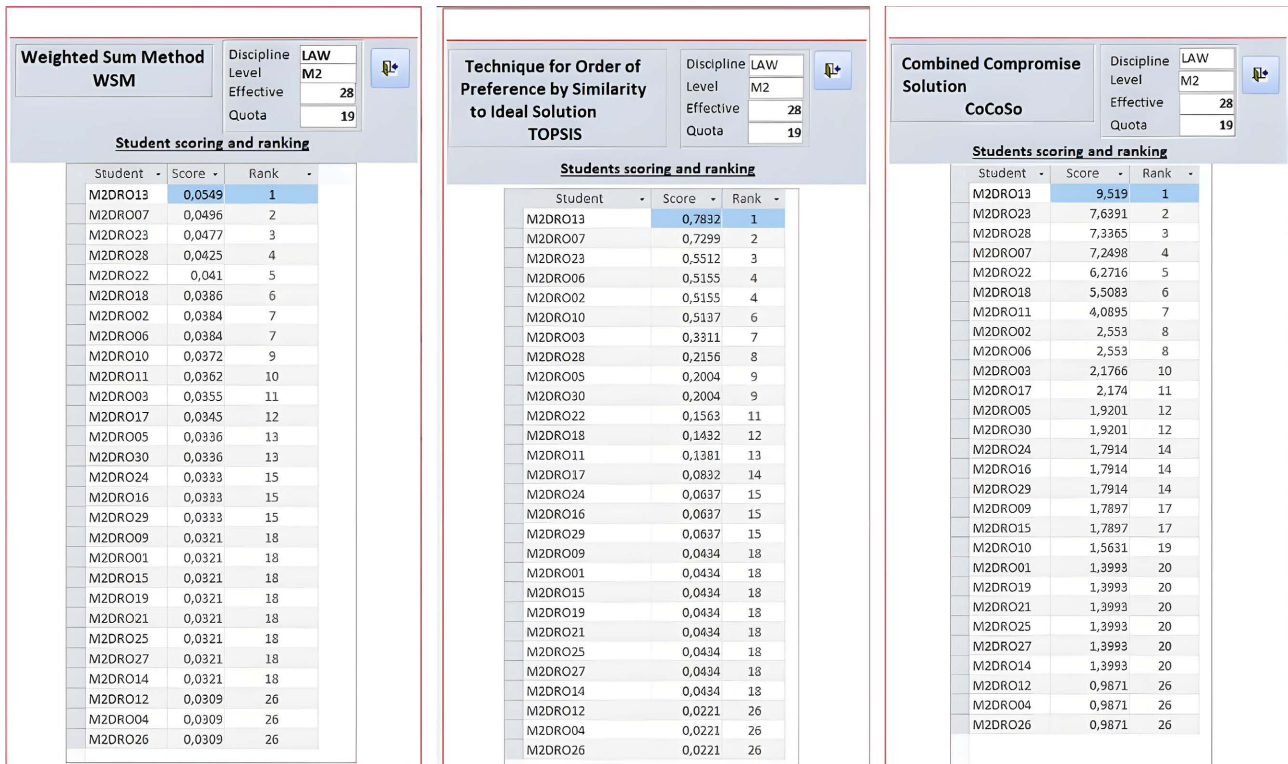 Weighted Sum Method
WSM
Discipline LAW
Level M2
Effective 28
Quota 19
Student scoring and ranking
Student Score Rank
M2DRO13 0,0549 1
M2DRO07 0,0496 2
M2DRO23 0,0477 3
M2DRO28 0,0425 4
M2DRO22 0,041 5
M2DRO18 0,0386 6
M2DRO02 0,0384 7
M2DRO06 0,0384 7
M2DRO10 0,0372 9
M2DRO11 0,0362 10
M2DRO03 0,0355 11
M2DRO17 0,0345 12
M2DRO05 0,0336 13
M2DRO30 0,0336 13
M2DRO24 0,0333 15
M2DRO16 0,0333 15
M2DRO29 0,0333 15
M2DRO09 0,0321 18
M2DRO01 0,0321 18
M2DRO15 0,0321 18
M2DRO19 0,0321 18
M2DRO21 0,0321 18
M2DRO25 0,0321 18
M2DRO27 0,0321 18
M2DRO14 0,0321 18
M2DRO12 0,0309 26
M2DRO04 0,0309 26
M2DRO26 0,0309 26
Technique for Order of
Preference by Similarity
to Ideal Solution
TOPSIS
Discipline LAW
Level M2
Effective 28
Quota 19
Students scoring and ranking
Student Score Rank
M2DRO13 0,7832 1
M2DRO07 0,7299 2
M2DRO23 0,5512 3
M2DRO06 0,5155 4
M2DRO02 0,5155 4
M2DRO10 0,5137 6
M2DRO03 0,3311 7
M2DRO28 0,2156 8
M2DRO05 0,2004 9
M2DRO30 0,2004 9
M2DRO22 0,1563 11
M2DRO18 0,1432 12
M2DRO11 0,1381 13
M2DRO17 0,0832 14
M2DRO24 0,0637 15
M2DRO16 0,0637 15
M2DRO29 0,0637 15
M2DRO09 0,0434 18
M2DRO01 0,0434 18
M2DRO15 0,0434 18
M2DRO19 0,0434 18
M2DRO21 0,0434 18
M2DRO25 0,0434 18
M2DRO27 0,0434 18
M2DRO14 0,0434 18
M2DRO12 0,0221 26
M2DRO04 0,0221 26
M2DRO26 0,0221 26
Combined Compromise
Solution
CoCoSo
Discipline LAW
Level M2
Effective 28
Quota 19
Students scoring and ranking
Student Score Rank
M2DRO13 9,519 1
M2DRO23 7,6391 2
M2DRO28 7,3365 3
M2DRO07 7,2498 4
M2DRO22 6,2716 5
M2DRO18 5,5083 6
M2DRO11 4,0895 7
M2DRO02 2,553 8
M2DRO06 2,553 8
M2DRO03 2,1766 10
M2DRO17 2,174 11
M2DRO05 1,9201 12
M2DRO30 1,9201 12
M2DRO24 1,7914 14
M2DRO16 1,7914 14
M2DRO29 1,7914 14
M2DRO09 1,7897 17
M2DRO15 1,7897 17
M2DRO10 1,5631 19
M2DRO01 1,3993 20
M2DRO19 1,3993 20
M2DRO21 1,3993 20
M2DRO25 1,3993 20
M2DRO27 1,3993 20
M2DRO14 1,3993 20
M2DRO12 0,9871 26
M2DRO04 0,9871 26
M2DRO26 0,9871 26